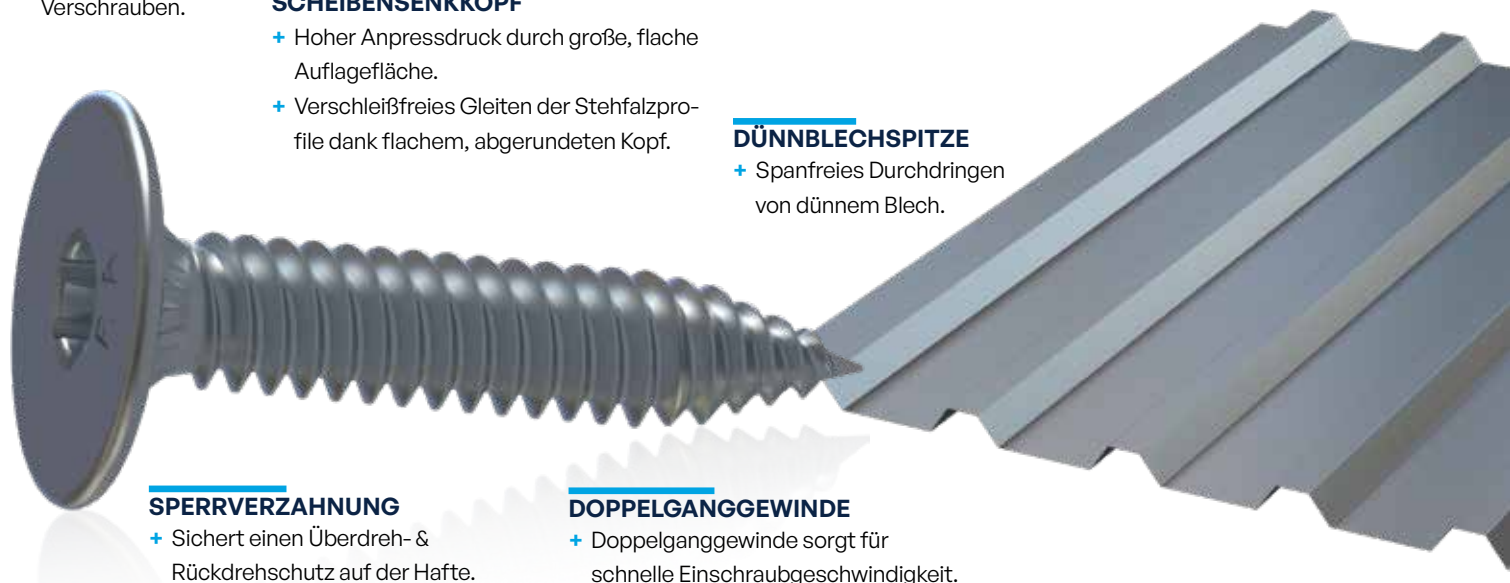 Verschrauben.
SCHEIBENSENKKOPF
+ Hoher Anpressdruck durch große, flache
Auflagefläche.
+ Verschleißfreies Gleiten der Stehfalzpro-
file dank flachem, abgerundeten Kopf.
DÜNNBLECHSPITZE
+ Spanfreies Durchdringen
von dünnem Blech.
SPERRVERZAHNUNG
+ Sichert einen Überdreh- &
Rückdrehschutz auf der Hafte.
DOPPELGANGGEWINDE
+ Doppelganggewinde sorgt für
schnelle Einschraubgeschwindigkeit.